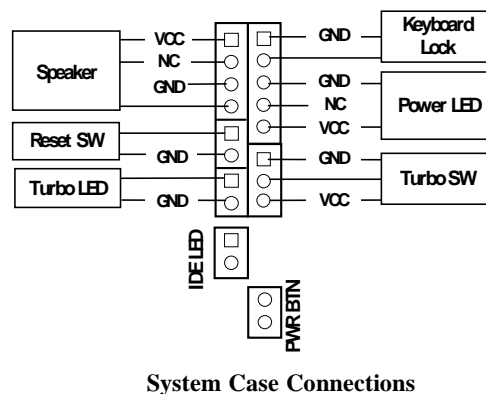 VCC
NC
GND
Speaker
Reset SW
GND
Turbo LED
GND
GND
Keyboard
Lock
GND
NC
VCC
Power LED
GND
Turbo SW
VCC
IDE LED
PWR BTN
System Case Connections